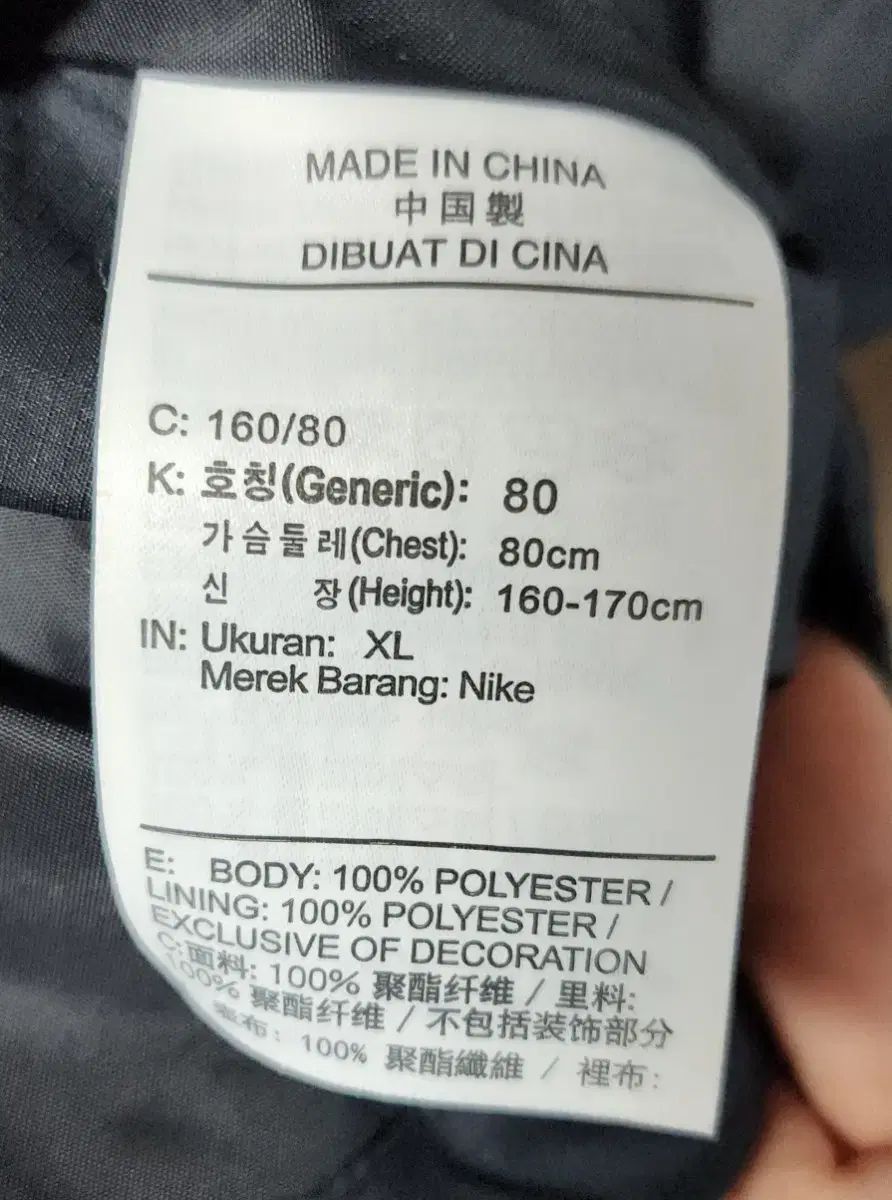 MADE IN CHINA
中国製
DIBUAT DI CINA
C: 160/80
K: 호칭(Generic): 80
가슴둘레(Chest): 80cm
신 장(Height): 160-170cm
IN: Ukuran: XL
Merek Barang: Nike
E: BODY: 100% POLYESTER /
LINING: 100% POLYESTER /
EXCLUSIVE OF DECORATION
C:面料: 100% 聚酯纤维 / 里料:
100% 聚酯纤维 / 不包括装饰部分
表布: 100% 聚酯纖維 / 裡布: